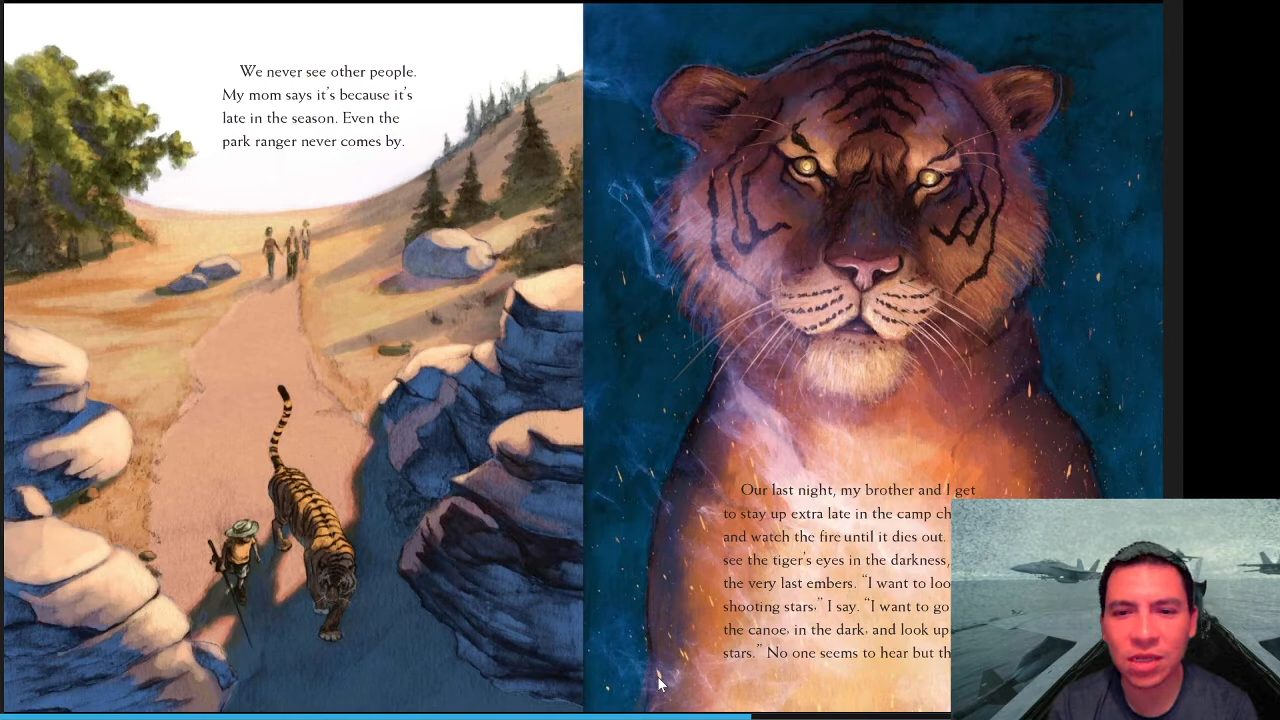 We never see other people.
My mom says it's because it's
late in the season. Even the
park ranger never comes by.
Our last night, my brother and I get
to stay up extra late in the camp
and watch the fire until it dies out.
see the tiger's eyes in the darkness,
the very last embers. "I want to
shooting stars," I say. "I want to go
the canoe, in the dark, and look up
stars." No one seems to hear but